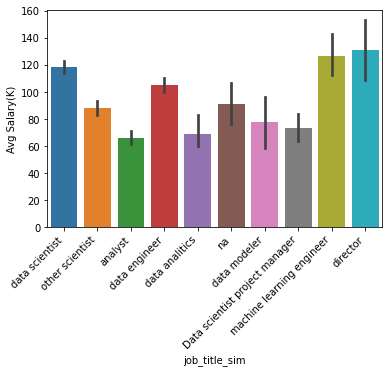 160
140
120
100
80
60
40
20
0
Avg Salary(K)
data scientist
other scientist
analyst
data engineer
data analitics
na
data modeler
Data scientist project manager
machine learning engineer
director
job_title_sim